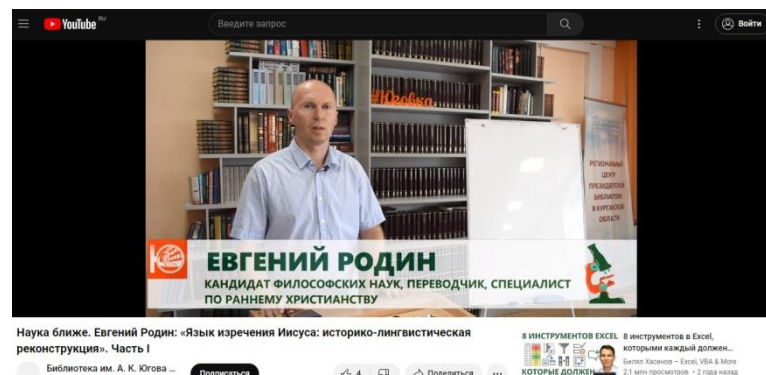 YouTube RU
Введите запрос
Войти
#Юговка
РЕГИОНАЛЬНЫЙ
ЦЕНТР
ПРЕЗИДЕНТСКОЙ
БИБЛИОТЕКИ
В КУРГАНСКОЙ
ОБЛАСТИ
ЕВГЕНИЙ РОДИН
КАНДИДАТ ФИЛОСОФСКИХ НАУК, ПЕРЕВОДЧИК, СПЕЦИАЛИСТ
ПО РАННЕМУ ХРИСТИАНСТВУ
Наука ближе. Евгений Родин: «Язык изречения Иисуса: историко-лингвистическая
реконструкция». Часть I
Библиотека им. А. К. Югова ...
Подписаться
4
Поделиться
...
8 ИНСТРУМЕНТОВ EXCEL
КОТОРЫЕ ДОЛЖЕН
8 инструментов в Excel,
которыми каждый должен...
Билял Хасенов – Excel, VBA & More
2,1 млн просмотров • 2 года назад